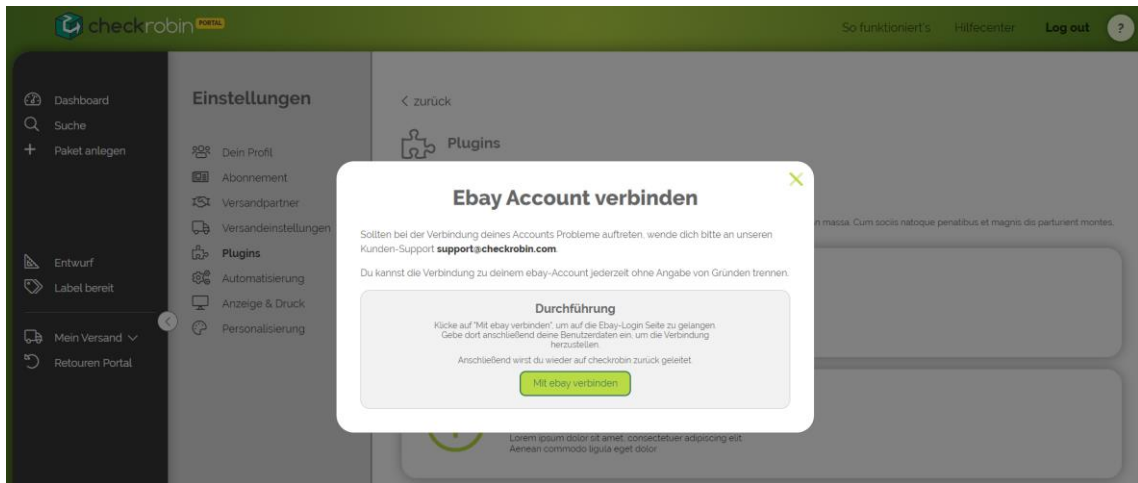 checkrobin PORTAL
So funktioniert's
Hilfecenter
Log out
?
Dashboard
Suche
Paket anlegen
Entwurf
Label bereit
Mein Versand
Retouren Portal
Einstellungen
Dein Profil
Abonnement
Versandpartner
Versandeinstellungen
Plugins
Automatisierung
Anzeige & Druck
Personalisierung
< zurück
Plugins
n massa. Cum sociis natoque penatibus et magnis dis parturient montes,
Ebay Account verbinden
Sollten bei der Verbindung deines Accounts Probleme auftreten, wende dich bitte an unseren
Kunden-Support support@checkrobin.com.
Du kannst die Verbindung zu deinem ebay-Account jederzeit ohne Angabe von Gründen trennen.
Durchführung
Klicke auf "Mit ebay verbinden", um auf die Ebay-Login Seite zu gelangen.
Gebe dort anschließend deine Benutzerdaten ein, um die Verbindung
herzustellen.
Anschließend wirst du wieder auf checkrobin zurück geleitet.
Mit ebay verbinden
Lorem ipsum dolor sit amet, consectetuer adipiscing elit.
Aenean commodo ligula eget dolor